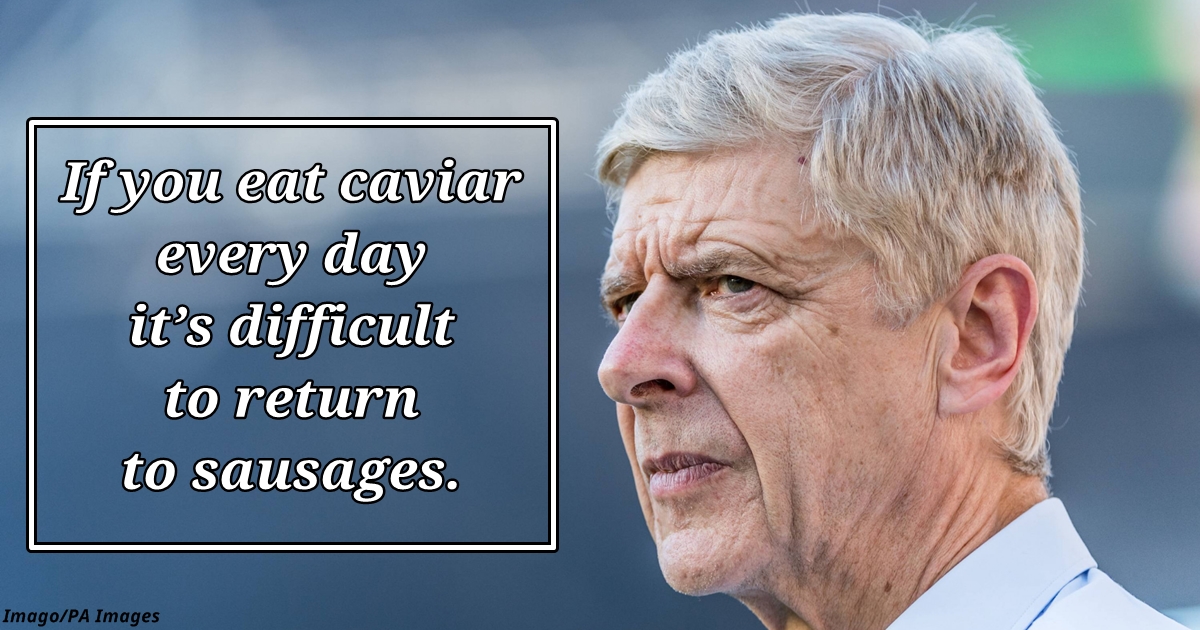 If you eat caviar
every day
it’s difficult
to return
to sausages.
Imago/PA Images